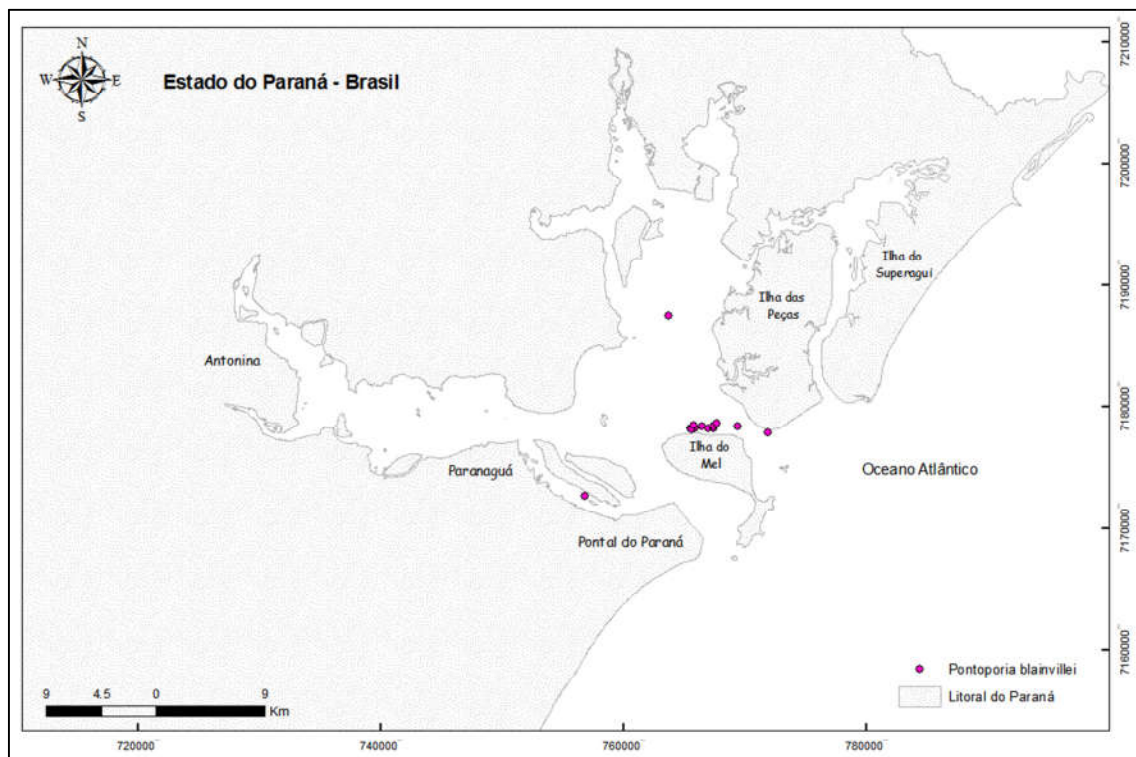 N
W E
S
Estado do Paraná - Brasil
7210000
7200000
7190000
7180000
7170000
7160000
Ilha do
Superagui
Ilha das
Peças
Antonina
Paranaguá
Ilha do
Mel
Oceano Atlântico
Pontal do Paraná
Pontoporia blainvillei
Litoral do Paraná
9 4.5 0 9
Km
720000 740000 760000 780000